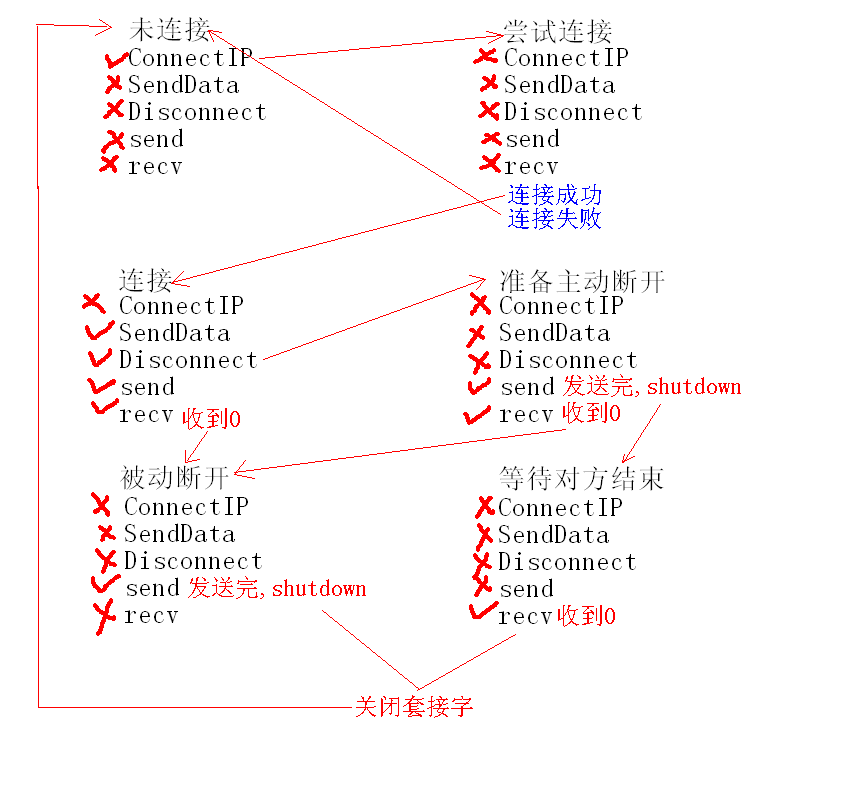 未连接
ConnectIP
SendData
Disconnect
send
recv
尝试连接
ConnectIP
SendData
Disconnect
send
recv
连接成功
连接失败
连接
ConnectIP
SendData
Disconnect
send
recv 收到0
准备主动断开
ConnectIP
SendData
Disconnect
send 发送完,shutdown
recv 收到0
被动断开
ConnectIP
SendData
Disconnect
send 发送完,shutdown
recv
等待对方结束
ConnectIP
SendData
Disconnect
send
recv 收到0
关闭套接字